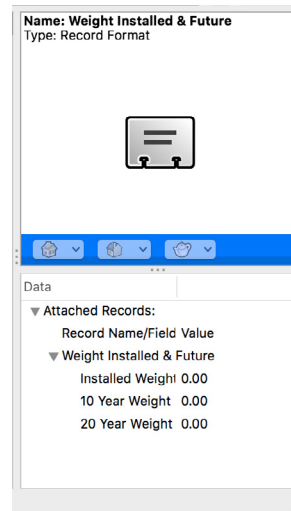 Name: Weight Installed & Future
Type: Record Format
Data
Attached Records:
Record Name/Field Value
Weight Installed & Future
Installed Weight 0.00
10 Year Weight 0.00
20 Year Weight 0.00